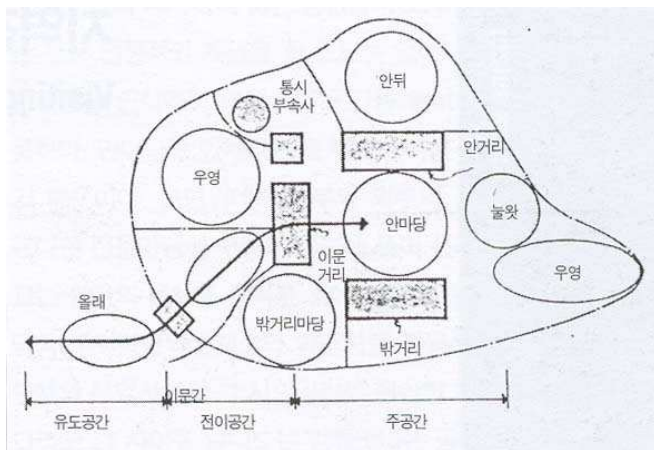 안뒤
통시
부속사
안거리
우영
눌왓
안마당
이문
거리
우영
올래
밖거리마당
밖거리
이문간
유도공간
전이공간
주공간